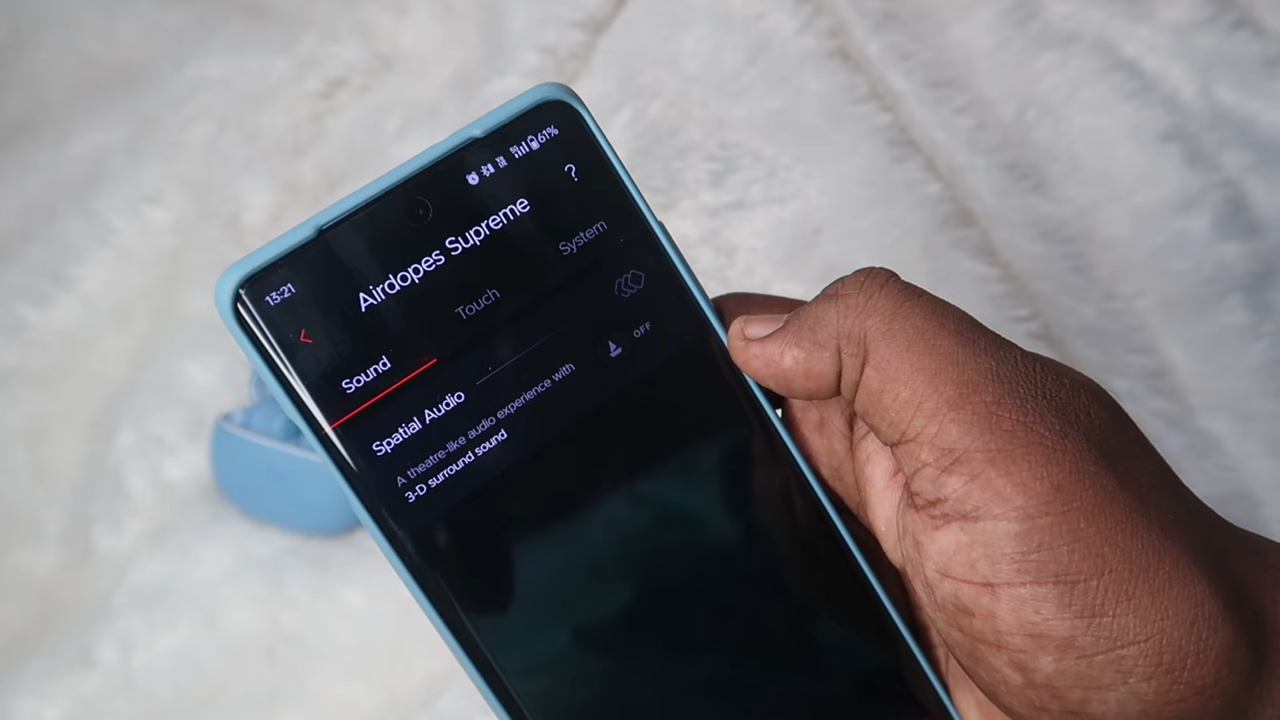 13:21
61%
?
Airdopes Supreme
Sound
Touch
System
Spatial Audio
OFF
A theatre-like audio experience with
3-D surround sound